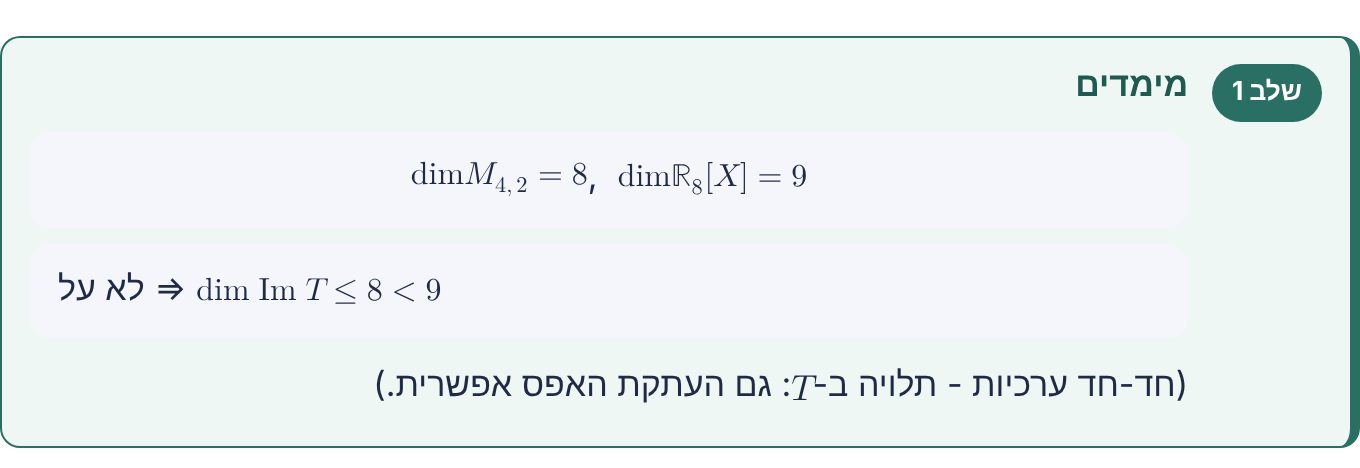 שלב 1
מימדים
dimM_{4,2} = 8, dimℝ_8[X] = 9
לא על ⇒ dim Im T ≤ 8 < 9
(חד-חד ערכיות - תלויה ב-T: גם העתקת האפס אפשרית.)